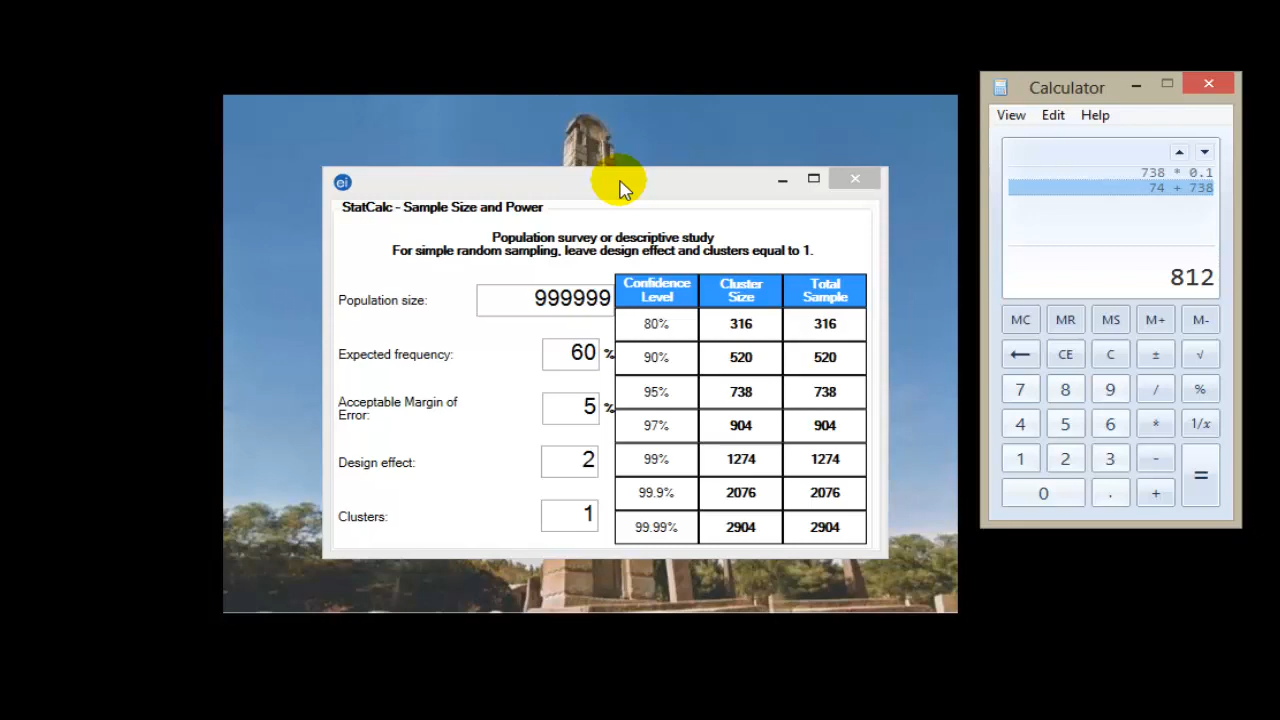 ei
StatCalc - Sample Size and Power
Population survey or descriptive study
For simple random sampling, leave design effect and clusters equal to 1.
Population size: 999999
Expected frequency: 60 %
Acceptable Margin of Error: 5 %
Design effect: 2
Clusters: 1
Confidence Level Cluster Size Total Sample
80% 316 316
90% 520 520
95% 738 738
97% 904 904
99% 1274 1274
99.9% 2076 2076
99.99% 2904 2904
Calculator
View Edit Help
738 * 0.1
74 + 738
812
MC MR MS M+ M-
← CE C ± √
7 8 9 / %
4 5 6 * 1/x
1 2 3 - =
0 . +